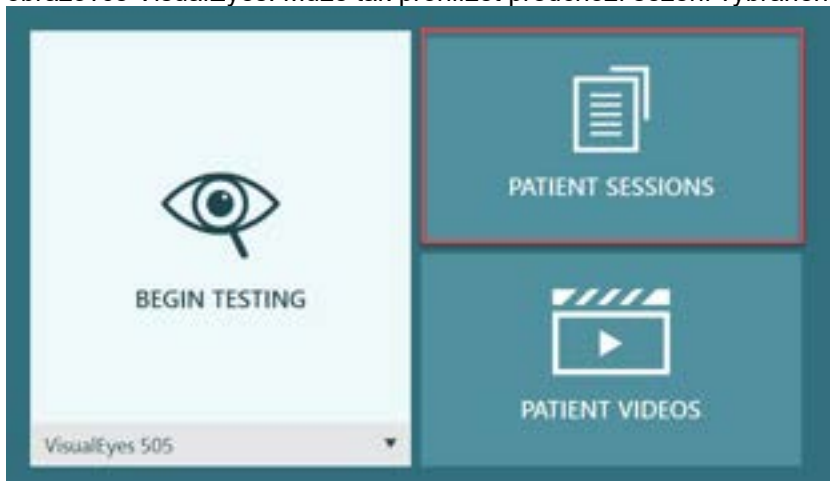 PATIENT SESSIONS
BEGIN TESTING
PATIENT VIDEOS
VisualEyes 505